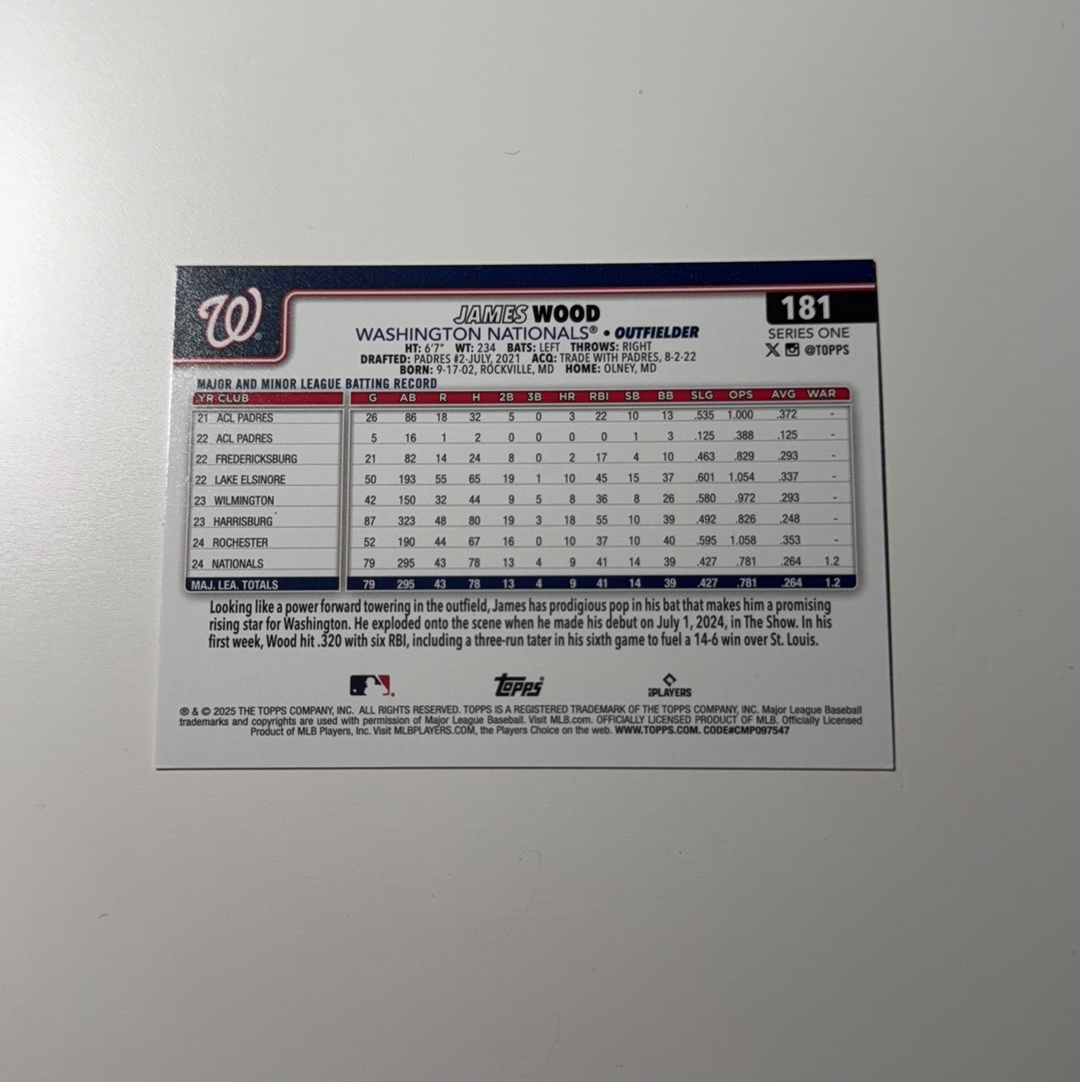 W
JAMES WOOD
181
WASHINGTON NATIONALS® • OUTFIELDER
SERIES ONE
HT: 6'7" WT: 234 BATS: LEFT THROWS: RIGHT
@TOPPS
DRAFTED: PADRES #2-JULY, 2021 ACQ: TRADE WITH PADRES, 8-2-22
BORN: 9-17-02, ROCKVILLE, MD HOME: OLNEY, MD
MAJOR AND MINOR LEAGUE BATTING RECORD
YR CLUB G AB R H 2B 3B HR RBI SB BB SLG OPS AVG WAR
21 ACL PADRES 26 86 18 32 5 0 3 22 10 13 .535 1.000 .372 -
22 ACL PADRES 5 16 1 2 0 0 0 0 1 3 .125 .388 .125 -
22 FREDERICKSBURG 21 82 14 24 8 0 2 17 4 10 .463 .829 .293 -
22 LAKE ELSINORE 50 193 55 65 19 1 10 45 15 37 .601 1.054 .337 -
23 WILMINGTON 42 150 32 44 9 5 8 36 8 26 .580 .972 .293 -
23 HARRISBURG 87 323 48 80 19 3 18 55 10 39 .492 .826 .248 -
24 ROCHESTER 52 190 44 67 16 0 10 37 10 40 .595 1.058 .353 -
24 NATIONALS 79 295 43 78 13 4 9 41 14 39 .427 .781 .264 1.2
MAJ. LEA. TOTALS 79 295 43 78 13 4 9 41 14 39 .427 .781 .264 1.2
Looking like a power forward towering in the outfield, James has prodigious pop in his bat that makes him a promising
rising star for Washington. He exploded onto the scene when he made his debut on July 1, 2024, in The Show. In his
first week, Wood hit .320 with six RBI, including a three-run tater in his sixth game to fuel a 14-6 win over St. Louis.
Topps®
PLAYERS
® & © 2025 THE TOPPS COMPANY, INC. ALL RIGHTS RESERVED. TOPPS IS A REGISTERED TRADEMARK OF THE TOPPS COMPANY, INC. Major League Baseball
trademarks and copyrights are used with permission of Major League Baseball. Visit MLB.com. OFFICIALLY LICENSED PRODUCT OF MLB. Officially Licensed
Product of MLB Players, Inc. Visit MLBPLAYERS.COM, the Players Choice on the web. WWW.TOPPS.COM. CODE#CMP097547